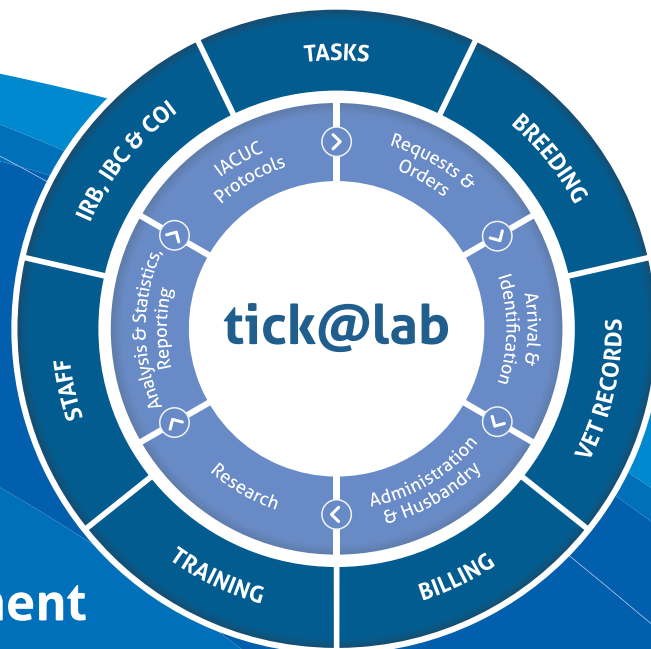 TASKS
BREEDING
VET RECORDS
BILLING
TRAINING
STAFF
IRB, IBC & COI
IACUC
Protocols
Requests &
Orders
Arrival &
Identification
Administration
& Husbandry
Research
Analysis & Statistics,
Reporting
tick@lab